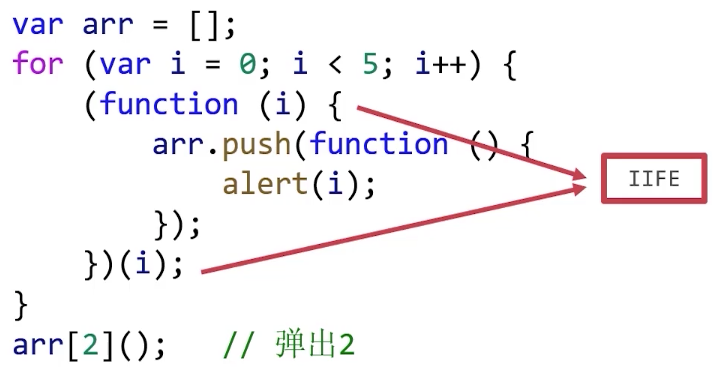 var arr = [];
for (var i = 0; i < 5; i++) {
    (function (i) {
        arr.push(function () {
            alert(i);
        });
    })(i);
}
arr[2]();   // 弹出2
IIFE